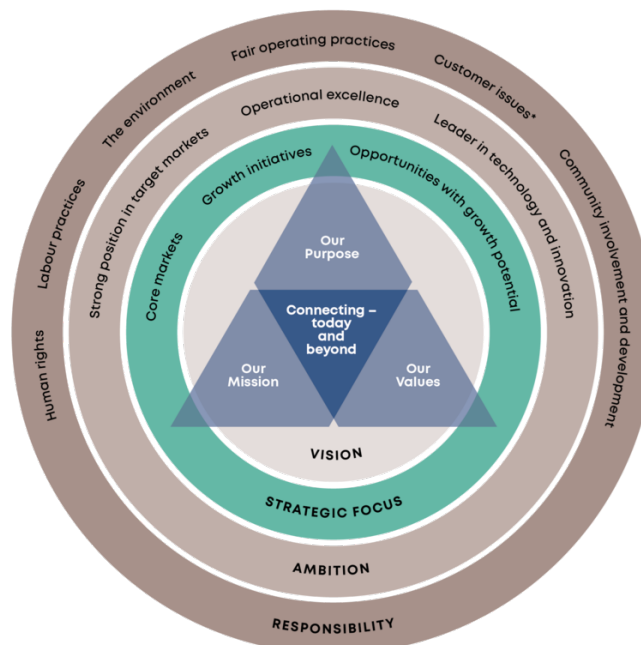 Human rights
Labour practices
The environment
Fair operating practices
Customer issues*
Community involvement and development
Strong position in target markets
Operational excellence
Leader in technology and innovation
Core markets
Growth initiatives
Opportunities with growth potential
Our
Purpose
Connecting –
today
and
beyond
Our
Mission
Our
Values
VISION
STRATEGIC FOCUS
AMBITION
RESPONSIBILITY